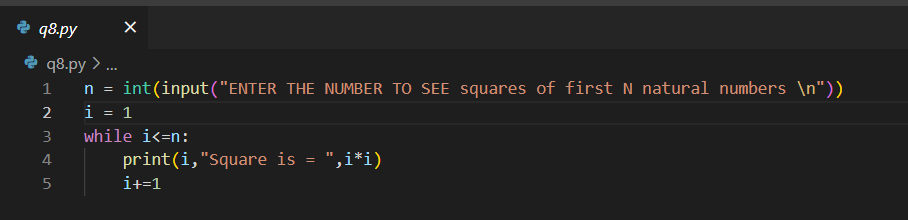 q8.py ×
q8.py > ...
1 n = int(input("ENTER THE NUMBER TO SEE squares of first N natural numbers \n"))
2 i = 1
3 while i<=n:
4     print(i,"Square is = ",i*i)
5     i+=1